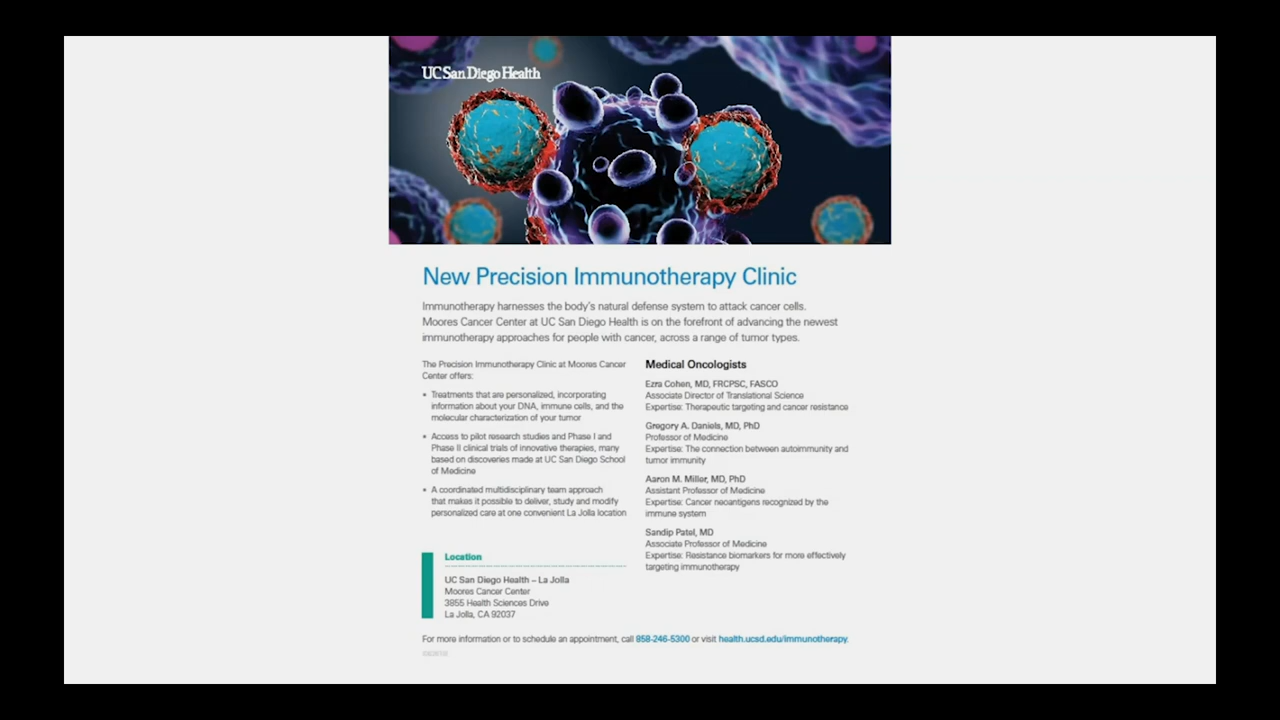 UC San Diego Health
New Precision Immunotherapy Clinic
Immunotherapy harnesses the body's natural defense system to attack cancer cells.
Moores Cancer Center at UC San Diego Health is on the forefront of advancing the newest
immunotherapy approaches for people with cancer, across a range of tumor types.
The Precision Immunotherapy Clinic at Moores Cancer
Center offers:
• Treatments that are personalized, incorporating
information about your DNA, immune cells, and the
molecular characterization of your tumor
• Access to pilot research studies and Phase I and
Phase II clinical trials of innovative therapies, many
based on discoveries made at UC San Diego School
of Medicine
• A coordinated multidisciplinary team approach
that makes it possible to deliver, study and modify
personalized care at one convenient La Jolla location
Location
UC San Diego Health – La Jolla
Moores Cancer Center
3855 Health Sciences Drive
La Jolla, CA 92037
Medical Oncologists
Ezra Cohen, MD, FRCPSC, FASCO
Associate Director of Translational Science
Expertise: Therapeutic targeting and cancer resistance
Gregory A. Daniels, MD, PhD
Professor of Medicine
Expertise: The connection between autoimmunity and
tumor immunity
Aaron M. Miller, MD, PhD
Assistant Professor of Medicine
Expertise: Cancer neoantigens recognized by the
immune system
Sandip Patel, MD
Associate Professor of Medicine
Expertise: Resistance biomarkers for more effectively
targeting immunotherapy
For more information or to schedule an appointment, call 858-246-5300 or visit health.ucsd.edu/immunotherapy.